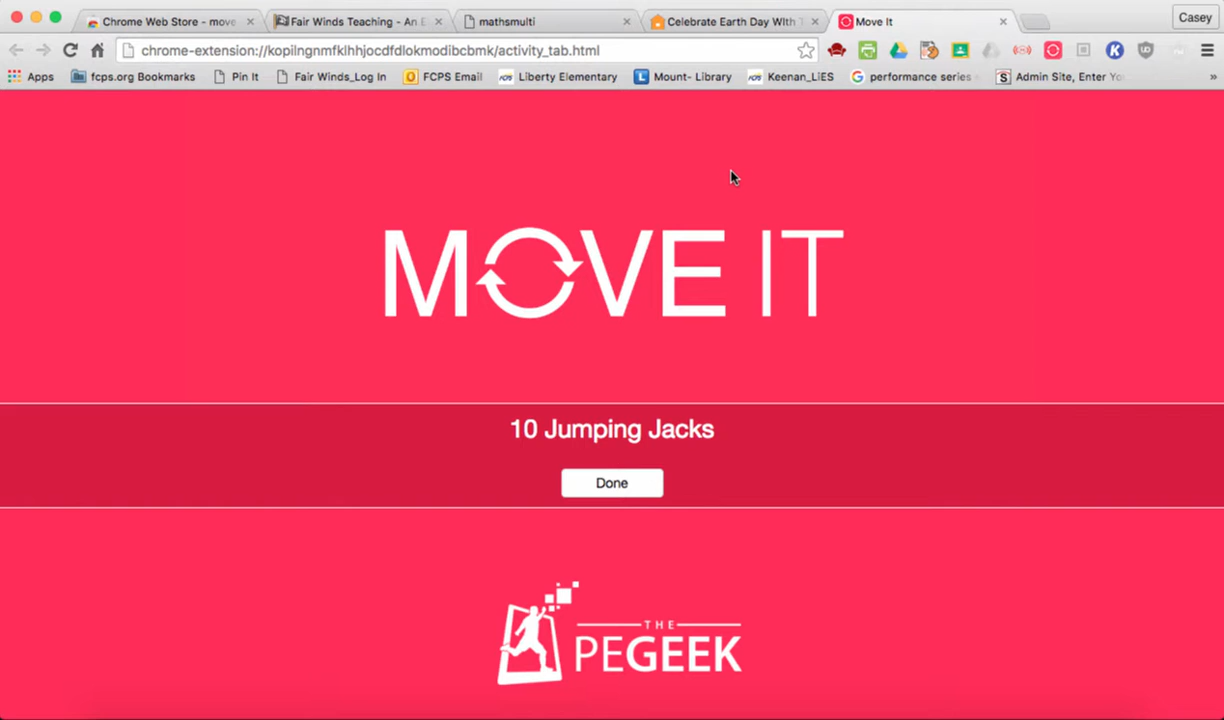 Chrome Web Store - move
Fair Winds Teaching - An E
mathsmulti
Celebrate Earth Day With T
Move It
Casey
chrome-extension://kopilngnmfklhhjocdfdlokmodibcbmk/activity_tab.html
Apps
fcps.org Bookmarks
Pin It
Fair Winds_Log In
FCPS Email
Liberty Elementary
Mount- Library
Keenan_LiES
performance series
Admin Site, Enter Yo
MOVE IT
10 Jumping Jacks
Done
THE
PEGEEK